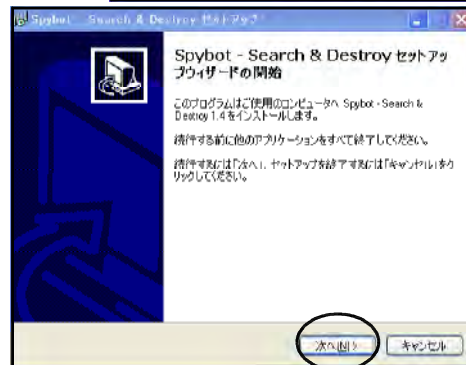 Spybot - Search & Destroy セットアップ
Spybot - Search & Destroy セットアッ
プウィザードの開始
このプログラムはご使用のコンピュータへ Spybot - Search &
Destroy 1.4 をインストールします。
続行する前に他のアプリケーションをすべて終了してください。
続行するには「次へ」、セットアップを終了するには「キャンセル」をク
リックしてください。
次へ(N) >
キャンセル